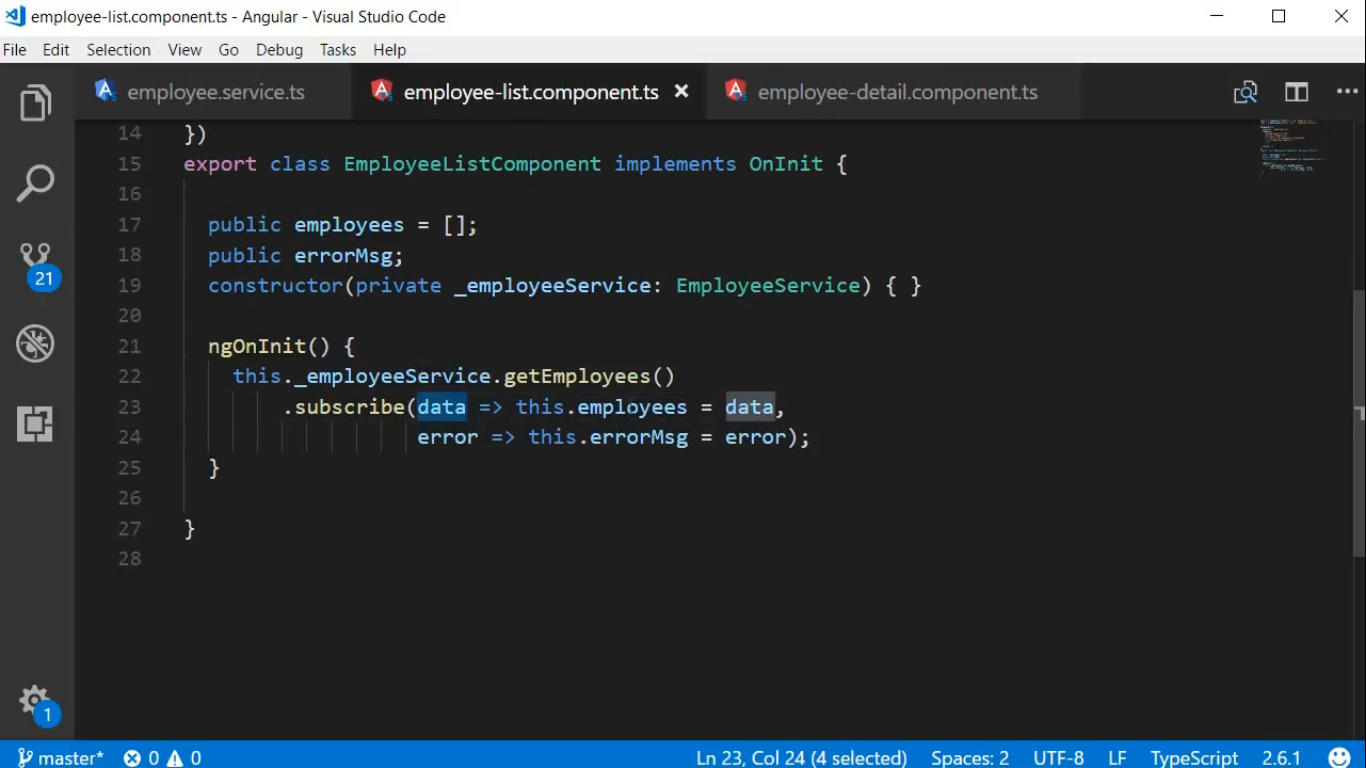 employee-list.component.ts - Angular - Visual Studio Code
File Edit Selection View Go Debug Tasks Help
employee.service.ts employee-list.component.ts employee-detail.component.ts
14 })
15 export class EmployeeListComponent implements OnInit {
16
17 public employees = [];
18 public errorMsg;
19 constructor(private _employeeService: EmployeeService) { }
20
21 ngOnInit() {
22 this._employeeService.getEmployees()
23 .subscribe(data => this.employees = data,
24 error => this.errorMsg = error);
25 }
26
27 }
28
21
1
master* 0 0 Ln 23, Col 24 (4 selected) Spaces: 2 UTF-8 LF TypeScript 2.6.1